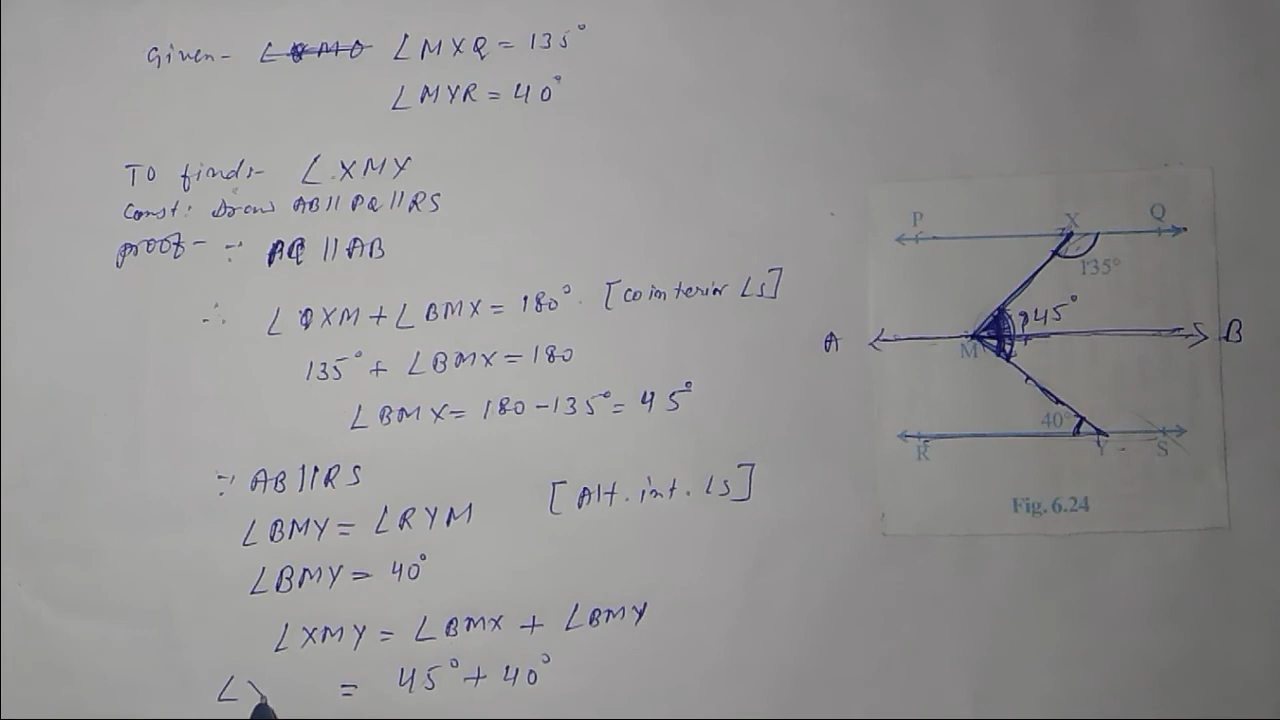 Given- ∠MXQ = 135°
∠MYR = 40°
To find:- ∠XMY
Const: Draw AB || PQ || RS
proof- ∵ PQ || AB
∴ ∠QXM + ∠BMX = 180°. [cointerior ∠s]
135° + ∠BMX = 180
∠BMX = 180 - 135° = 45°
∵ AB || RS
∠BMY = ∠RYM [Alt. int. ∠s]
∠BMY = 40°
∠XMY = ∠BMX + ∠BMY
∠ = 45° + 40°
P X Q
135°
45°
A M B
40°
R Y S
Fig. 6.24